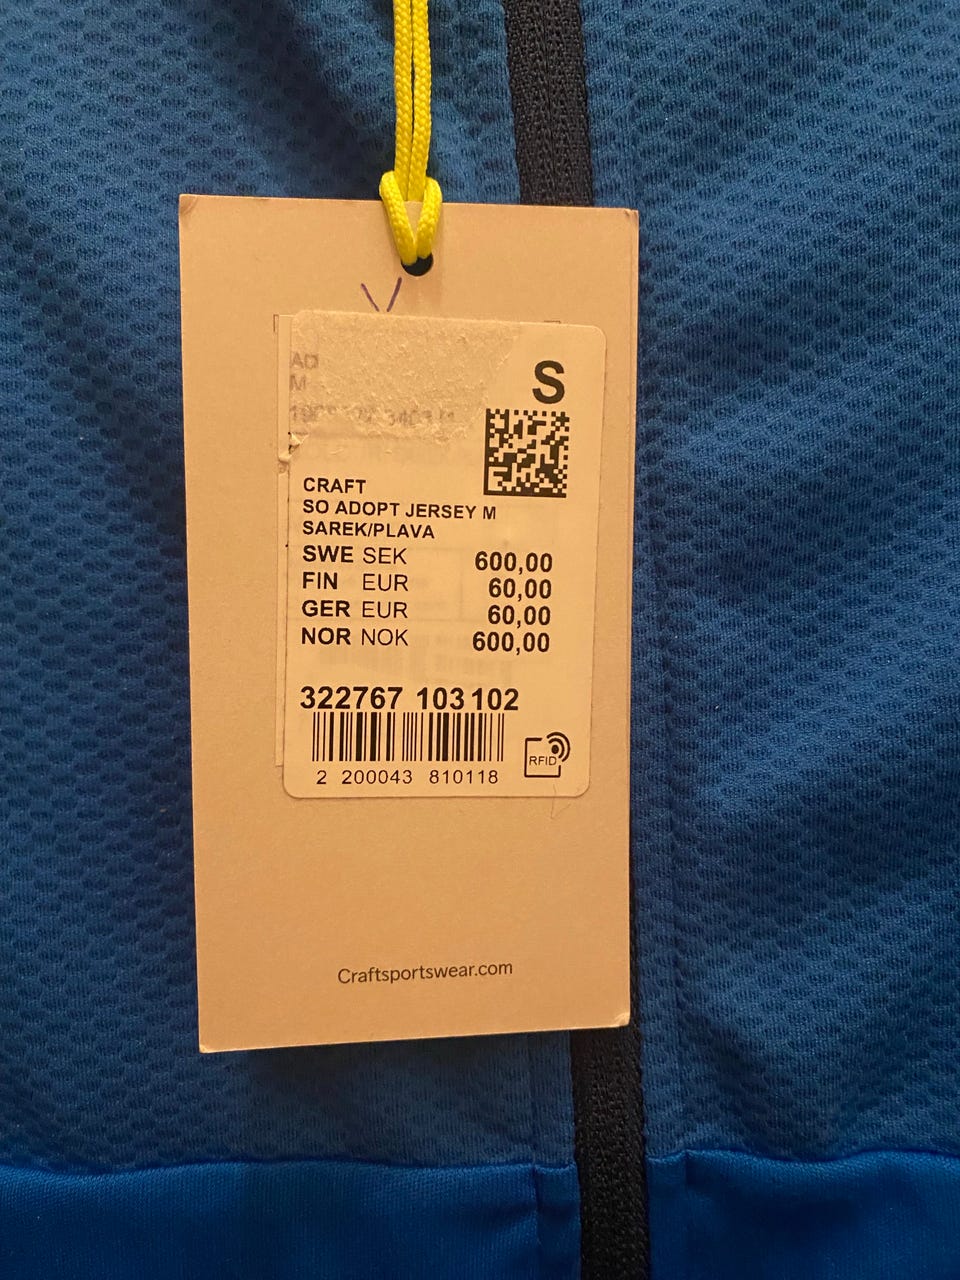 AD
M
S
CRAFT
SO ADOPT JERSEY M
SAREK/PLAVA
SWE SEK 600,00
FIN EUR 60,00
GER EUR 60,00
NOR NOK 600,00
322767 103102
2 200043 810118
RFID
Craftsportswear.com